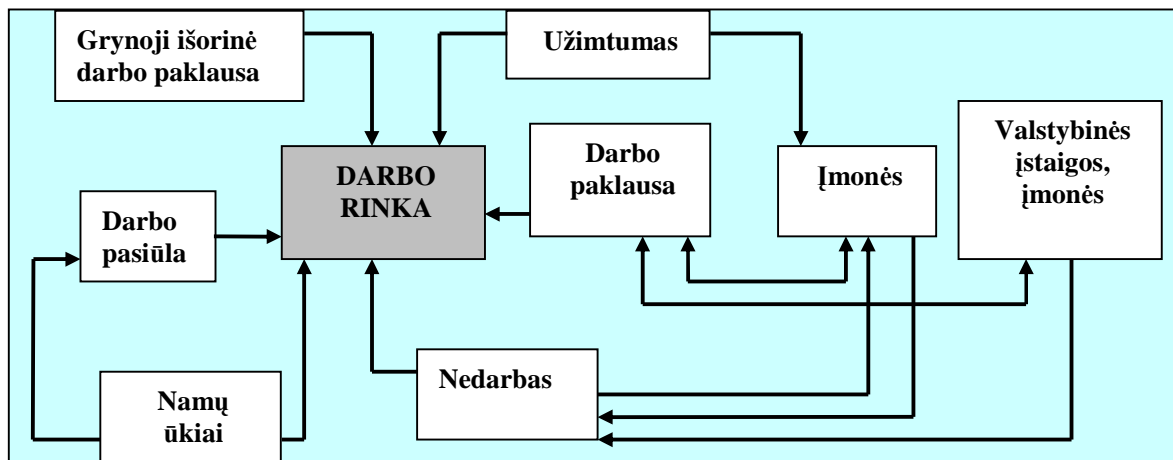 Grynoji išorinė
darbo paklausa
Užimtumas
Valstybinės
įstaigos,
įmonės
DARBO
RINKA
Darbo
paklausa
Įmonės
Darbo
pasiūla
Nedarbas
Namų
ūkiai